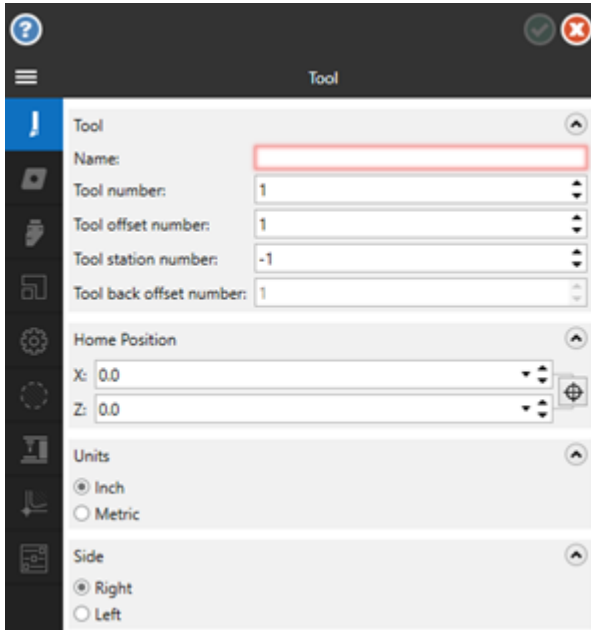 ?
Tool
Tool
Name:
Tool number: 1
Tool offset number: 1
Tool station number: -1
Tool back offset number: 1
Home Position
X: 0.0
Z: 0.0
Units
Inch
Metric
Side
Right
Left